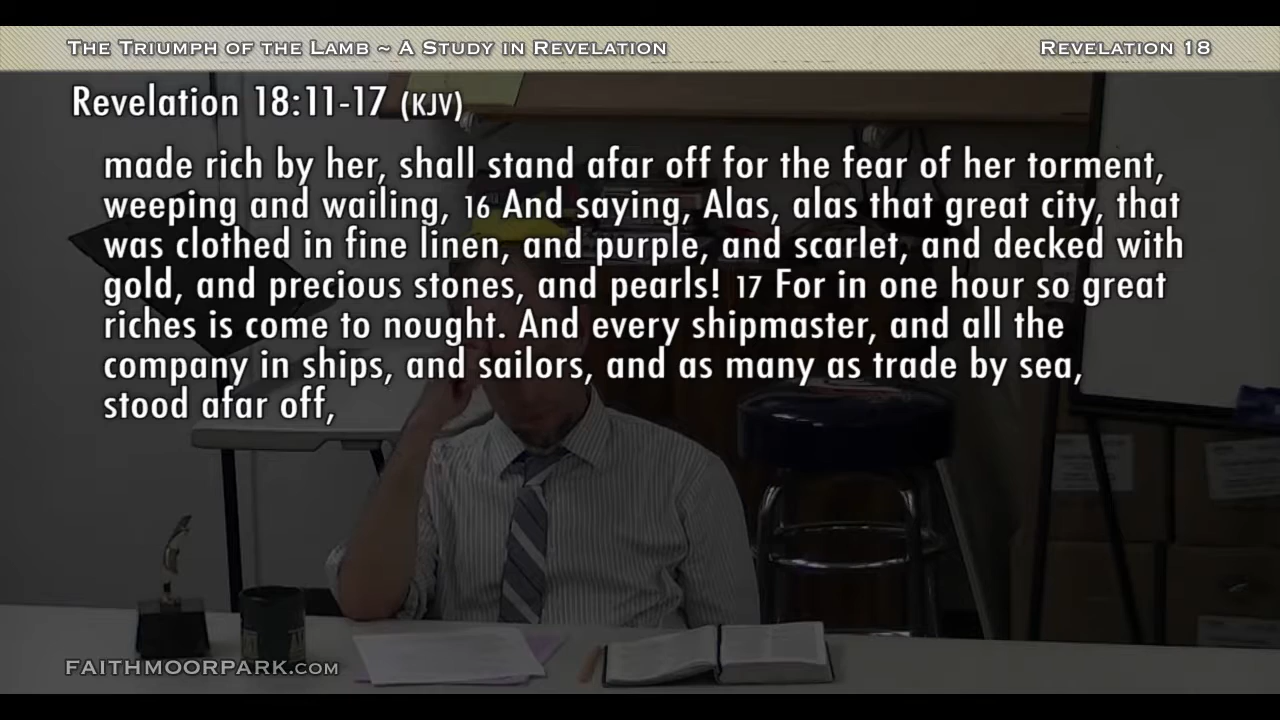 The Triumph of the Lamb ~ A Study in Revelation
Revelation 18
Revelation 18:11-17 (KJV)
made rich by her, shall stand afar off for the fear of her torment,
weeping and wailing, 16 And saying, Alas, alas that great city, that
was clothed in fine linen, and purple, and scarlet, and decked with
gold, and precious stones, and pearls! 17 For in one hour so great
riches is come to nought. And every shipmaster, and all the
company in ships, and sailors, and as many as trade by sea,
stood afar off,
FAITHMOORPARK.COM